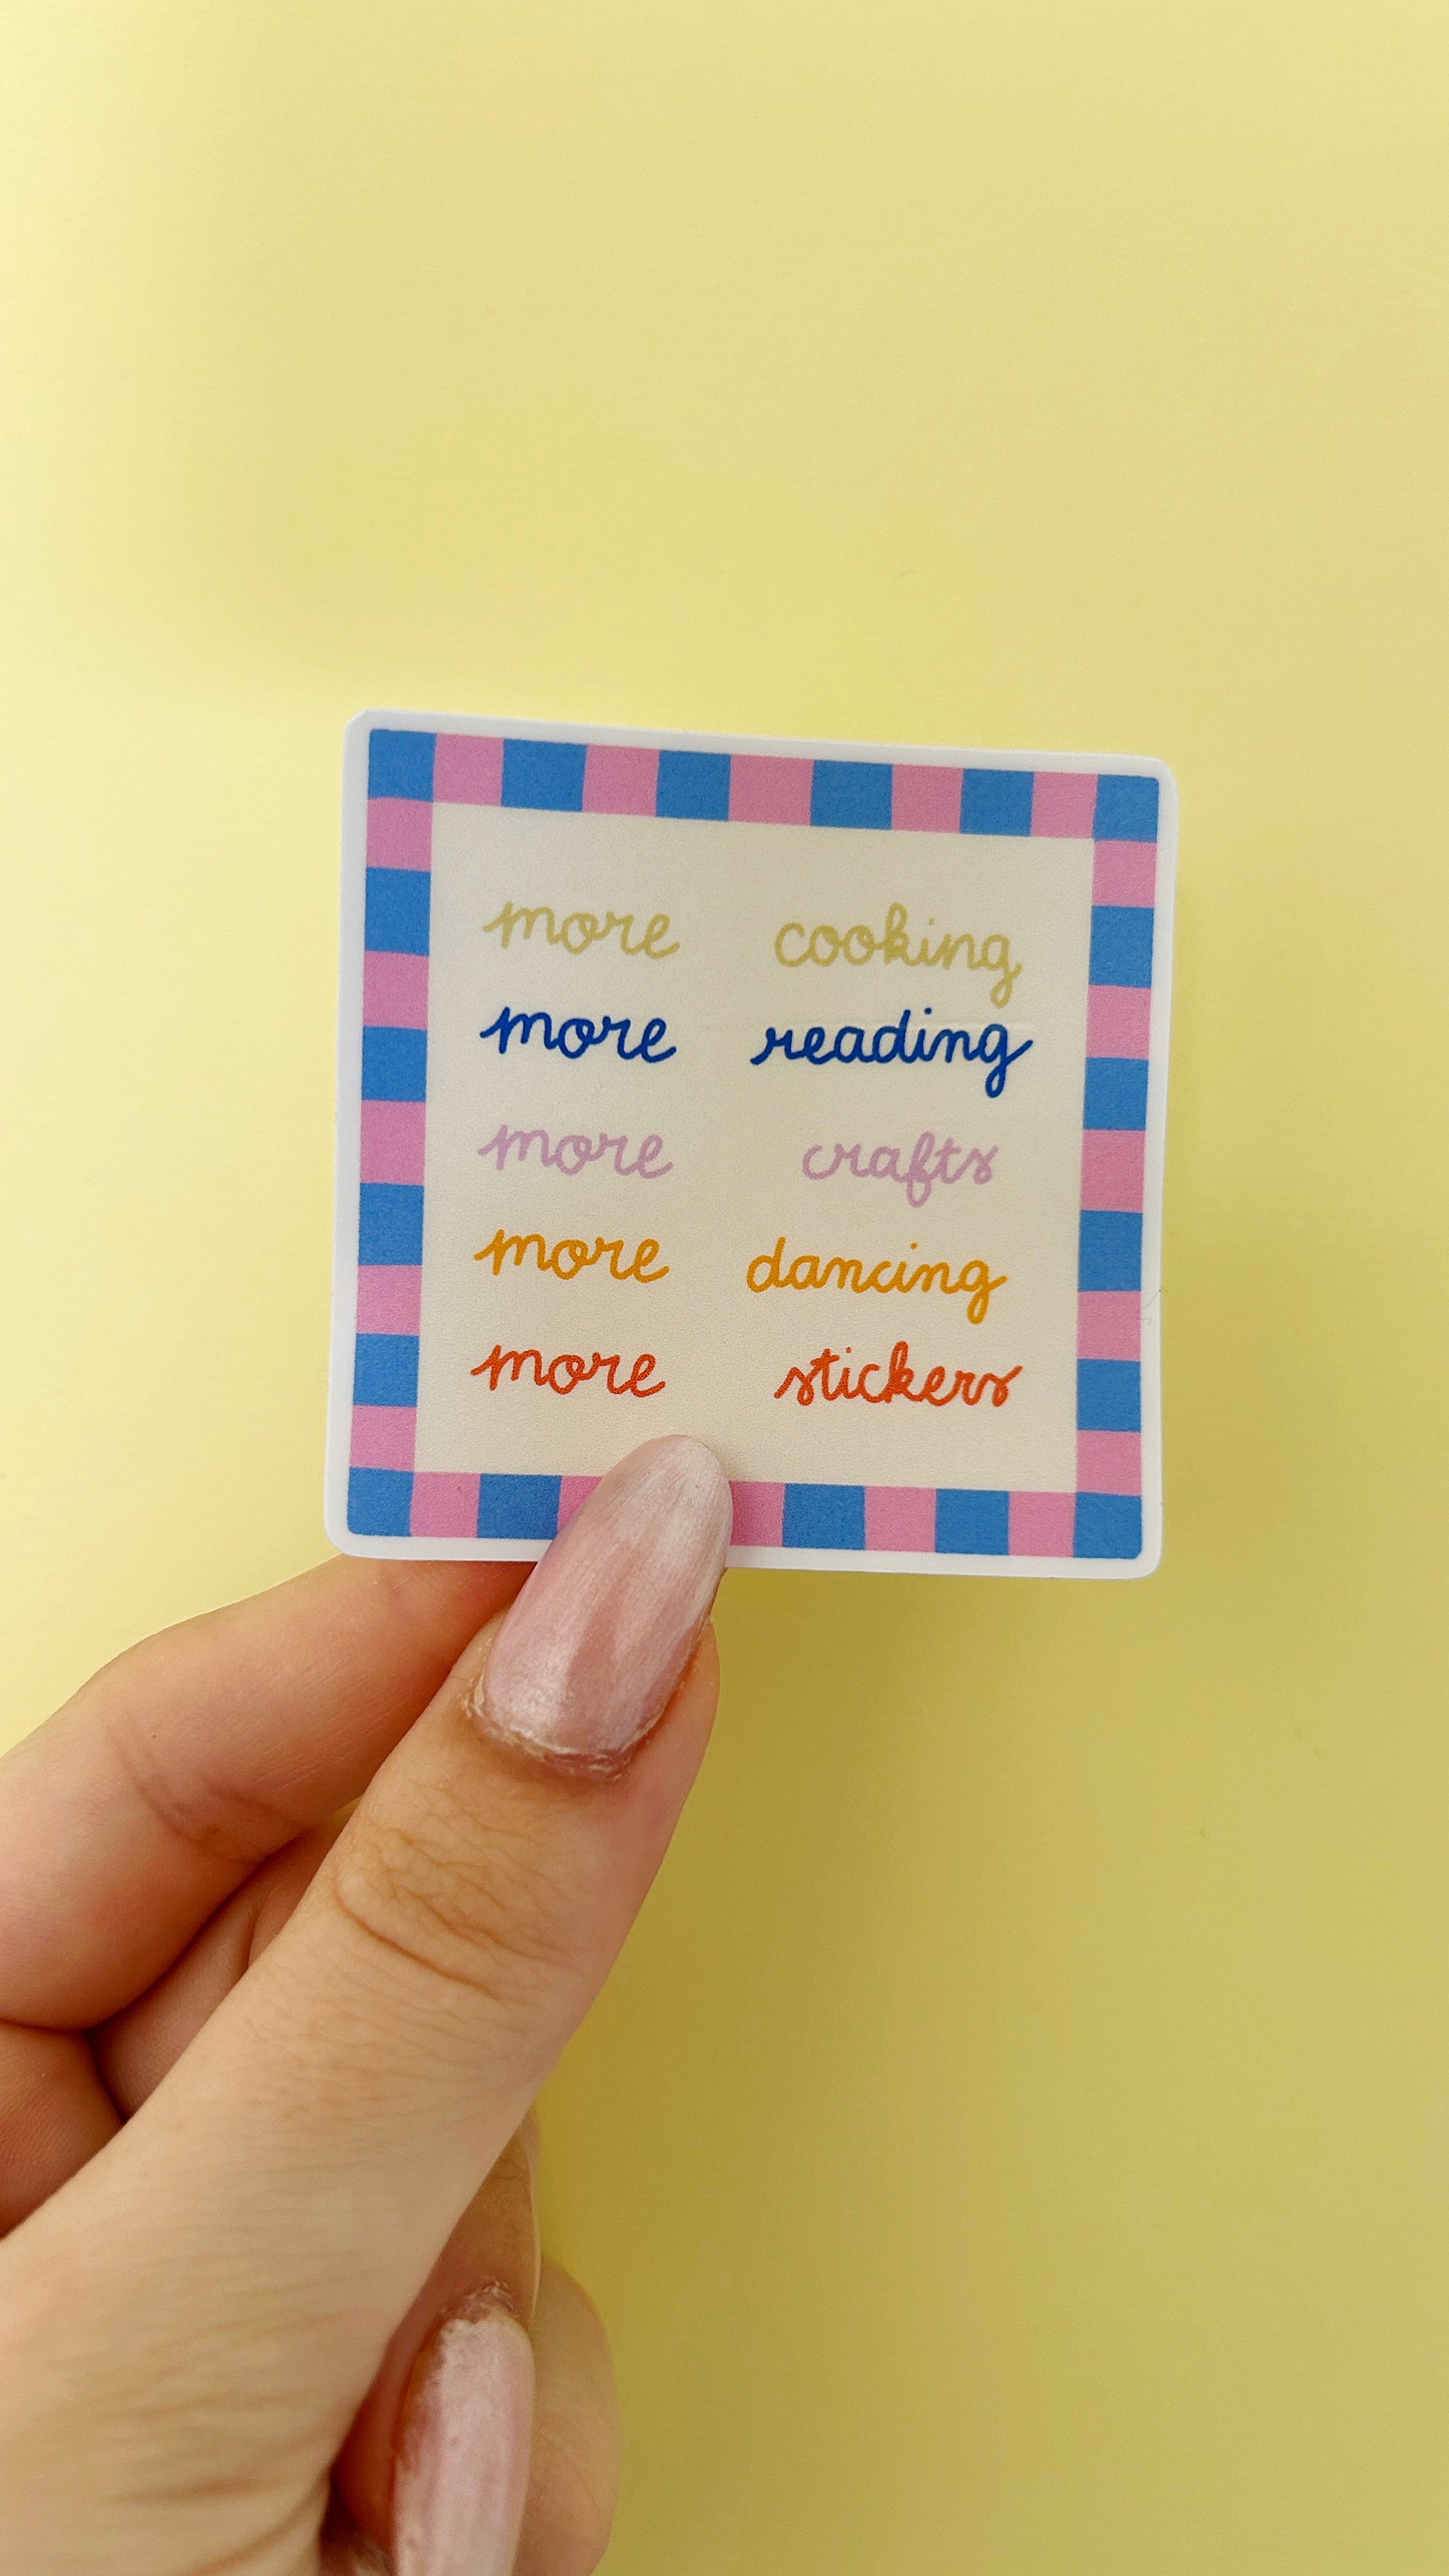 more cooking
more reading
more crafts
more dancing
more stickers